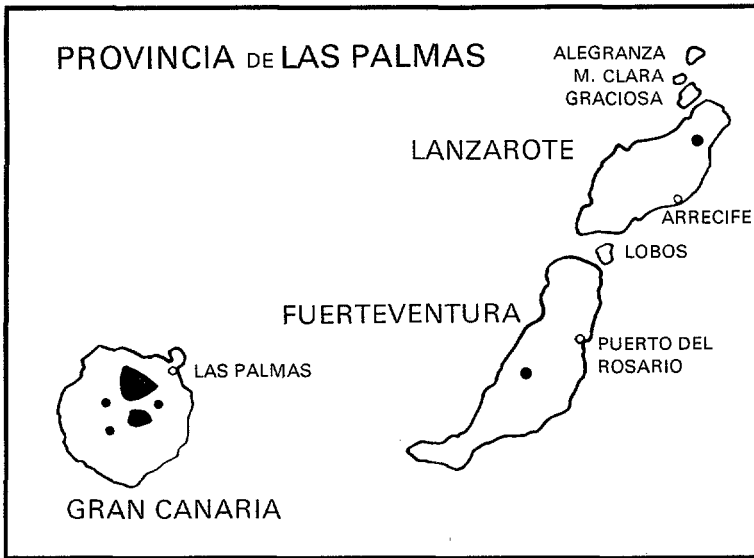 PROVINCIA DE LAS PALMAS
ALEGRANZA
M. CLARA
GRACIOSA
LANZAROTE
ARRECIFE
LOBOS
FUERTEVENTURA
PUERTO DEL
ROSARIO
LAS PALMAS
GRAN CANARIA